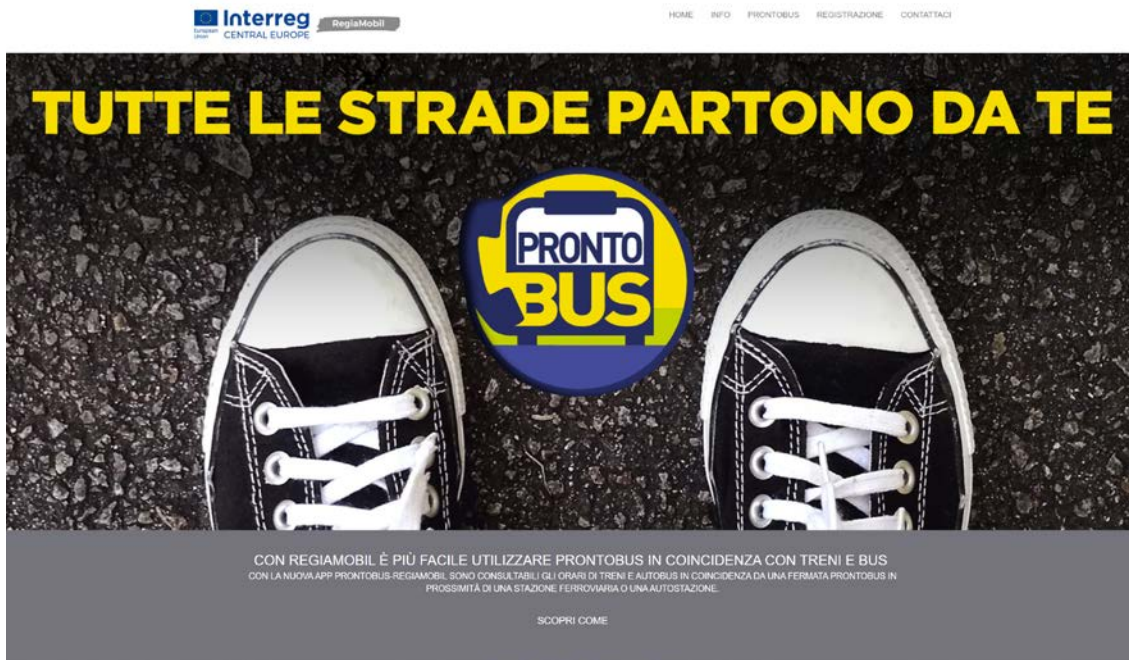 European
Union
Interreg
CENTRAL EUROPE
RegiaMobil
HOME INFO PRONTOBUS REGISTRAZIONE CONTATTACI
TUTTE LE STRADE PARTONO DA TE
PRONTO
BUS
CON REGIAMOBIL È PIÙ FACILE UTILIZZARE PRONTOBUS IN COINCIDENZA CON TRENI E BUS
CON LA NUOVA APP PRONTOBUS-REGIAMOBIL SONO CONSULTABILI GLI ORARI DI TRENI E AUTOBUS IN COINCIDENZA DA UNA FERMATA PRONTOBUS IN
PROSSIMITÀ DI UNA STAZIONE FERROVIARIA O UNA AUTOSTAZIONE.
SCOPRI COME